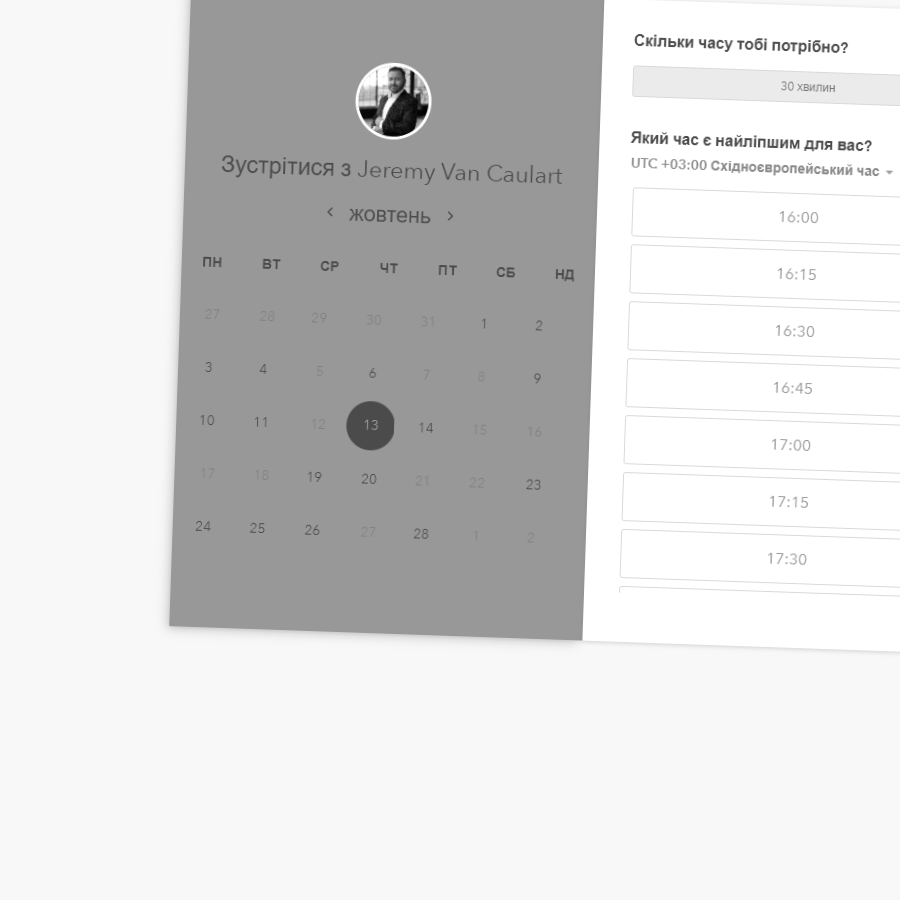 Зустрітися з Jeremy Van Caulart
жовтень
ПН ВТ СР ЧТ ПТ СБ НД
27 28 29 30 31 1 2
3 4 5 6 7 8 9
10 11 12 13 14 15 16
17 18 19 20 21 22 23
24 25 26 27 28 1 2
Скільки часу тобі потрібно?
30 хвилин
Який час є найліпшим для вас?
UTC +03:00 Східноєвропейський час
16:00
16:15
16:30
16:45
17:00
17:15
17:30